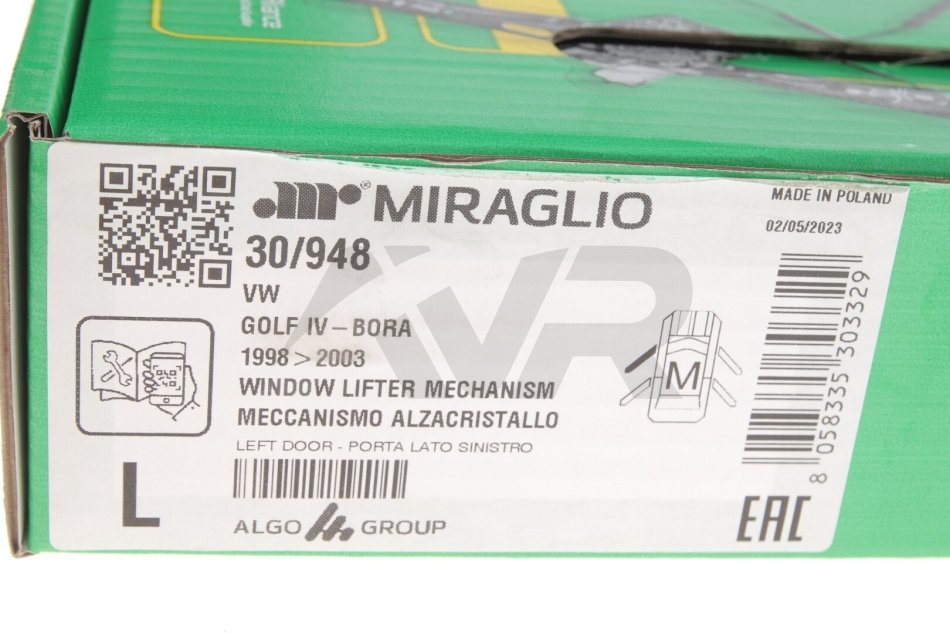 MIRAGLIO
MADE IN POLAND
02/05/2023
30/948
VW
GOLF IV – BORA
1998 > 2003
WINDOW LIFTER MECHANISM
MECCANISMO ALZACRISTALLO
LEFT DOOR - PORTA LATO SINISTRO
M
8 058335 303329
L
ALGO GROUP
EAC
AVR